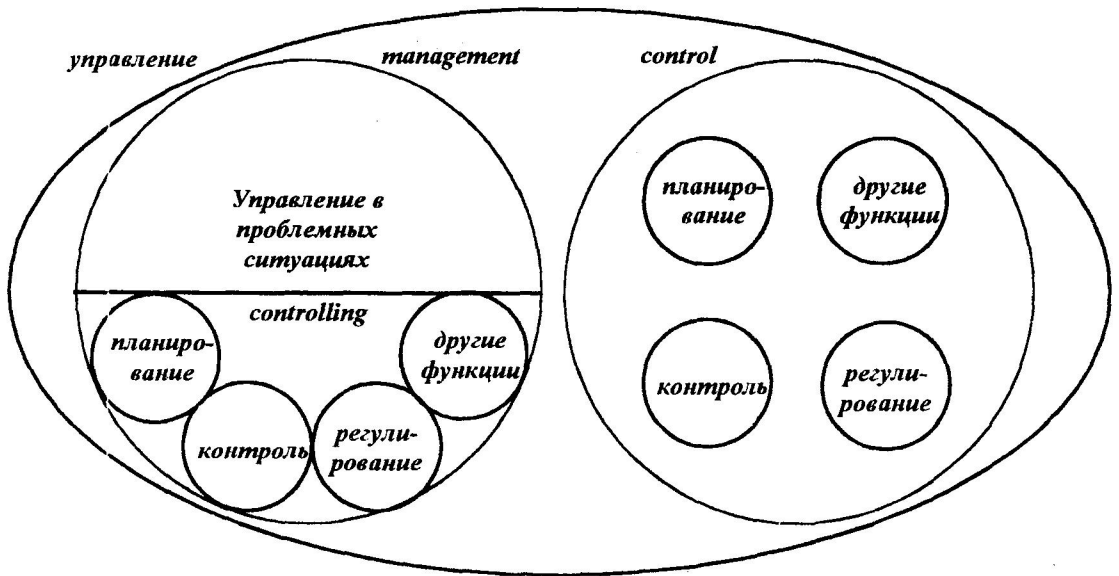 управление
management
control
Управление в
проблемных
ситуациях
controlling
планиро-
вание
контроль
регули-
рование
другие
функции
планиро-
вание
другие
функции
контроль
регули-
рование